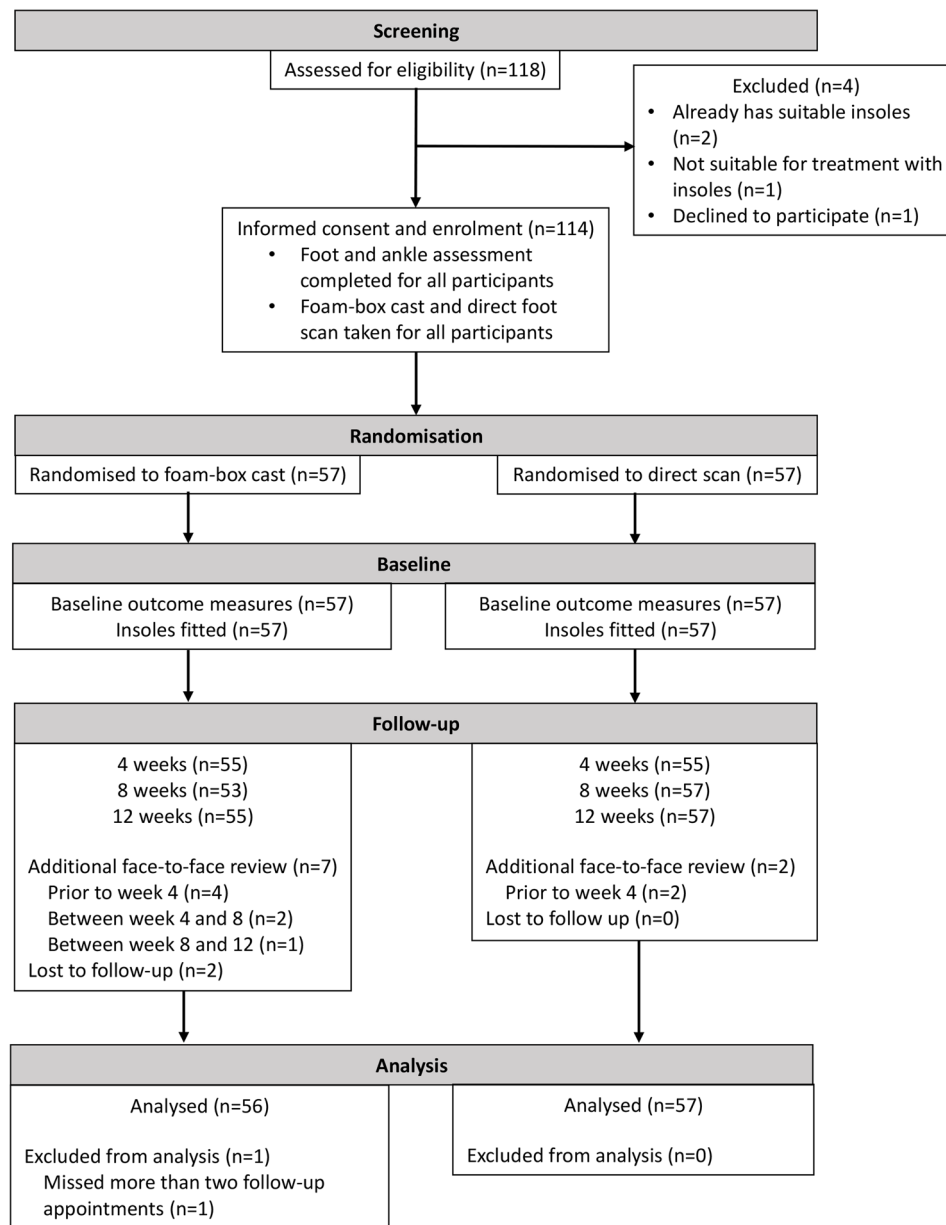 Screening
Assessed for eligibility (n=118)
Excluded (n=4)
• Already has suitable insoles
(n=2)
• Not suitable for treatment with
insoles (n=1)
• Declined to participate (n=1)
Informed consent and enrolment (n=114)
• Foot and ankle assessment
completed for all participants
• Foam-box cast and direct foot
scan taken for all participants
Randomisation
Randomised to foam-box cast (n=57)
Randomised to direct scan (n=57)
Baseline
Baseline outcome measures (n=57)
Insoles fitted (n=57)
Baseline outcome measures (n=57)
Insoles fitted (n=57)
Follow-up
4 weeks (n=55)
8 weeks (n=53)
12 weeks (n=55)
Additional face-to-face review (n=7)
Prior to week 4 (n=4)
Between week 4 and 8 (n=2)
Between week 8 and 12 (n=1)
Lost to follow-up (n=2)
4 weeks (n=55)
8 weeks (n=57)
12 weeks (n=57)
Additional face-to-face review (n=2)
Prior to week 4 (n=2)
Lost to follow up (n=0)
Analysis
Analysed (n=56)
Excluded from analysis (n=1)
Missed more than two follow-up
appointments (n=1)
Analysed (n=57)
Excluded from analysis (n=0)